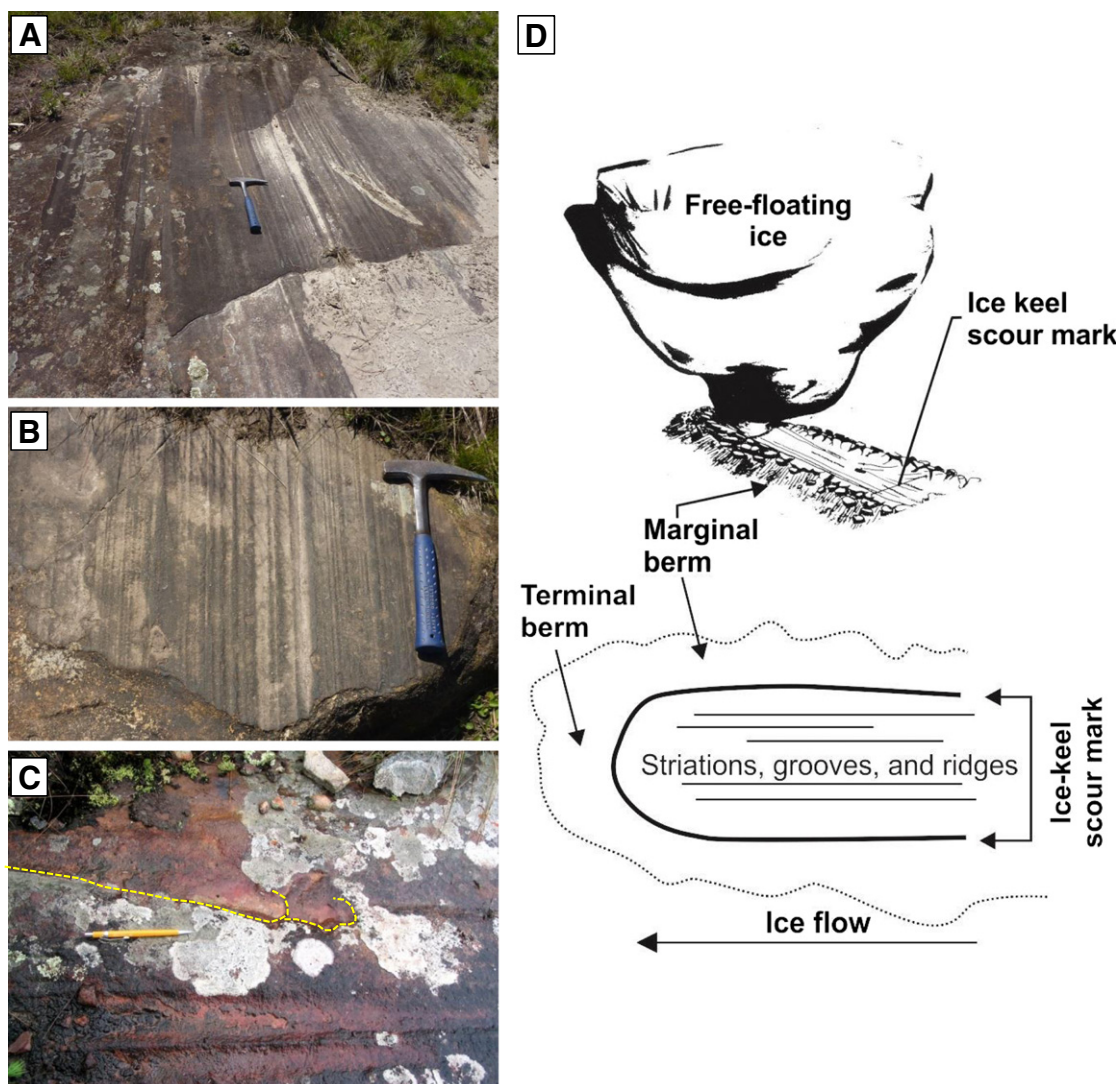 A
B
C
D
Free-floating
ice
Ice keel
scour mark
Marginal
berm
Terminal
berm
Striations, grooves, and ridges
Ice-keel
scour mark
Ice flow